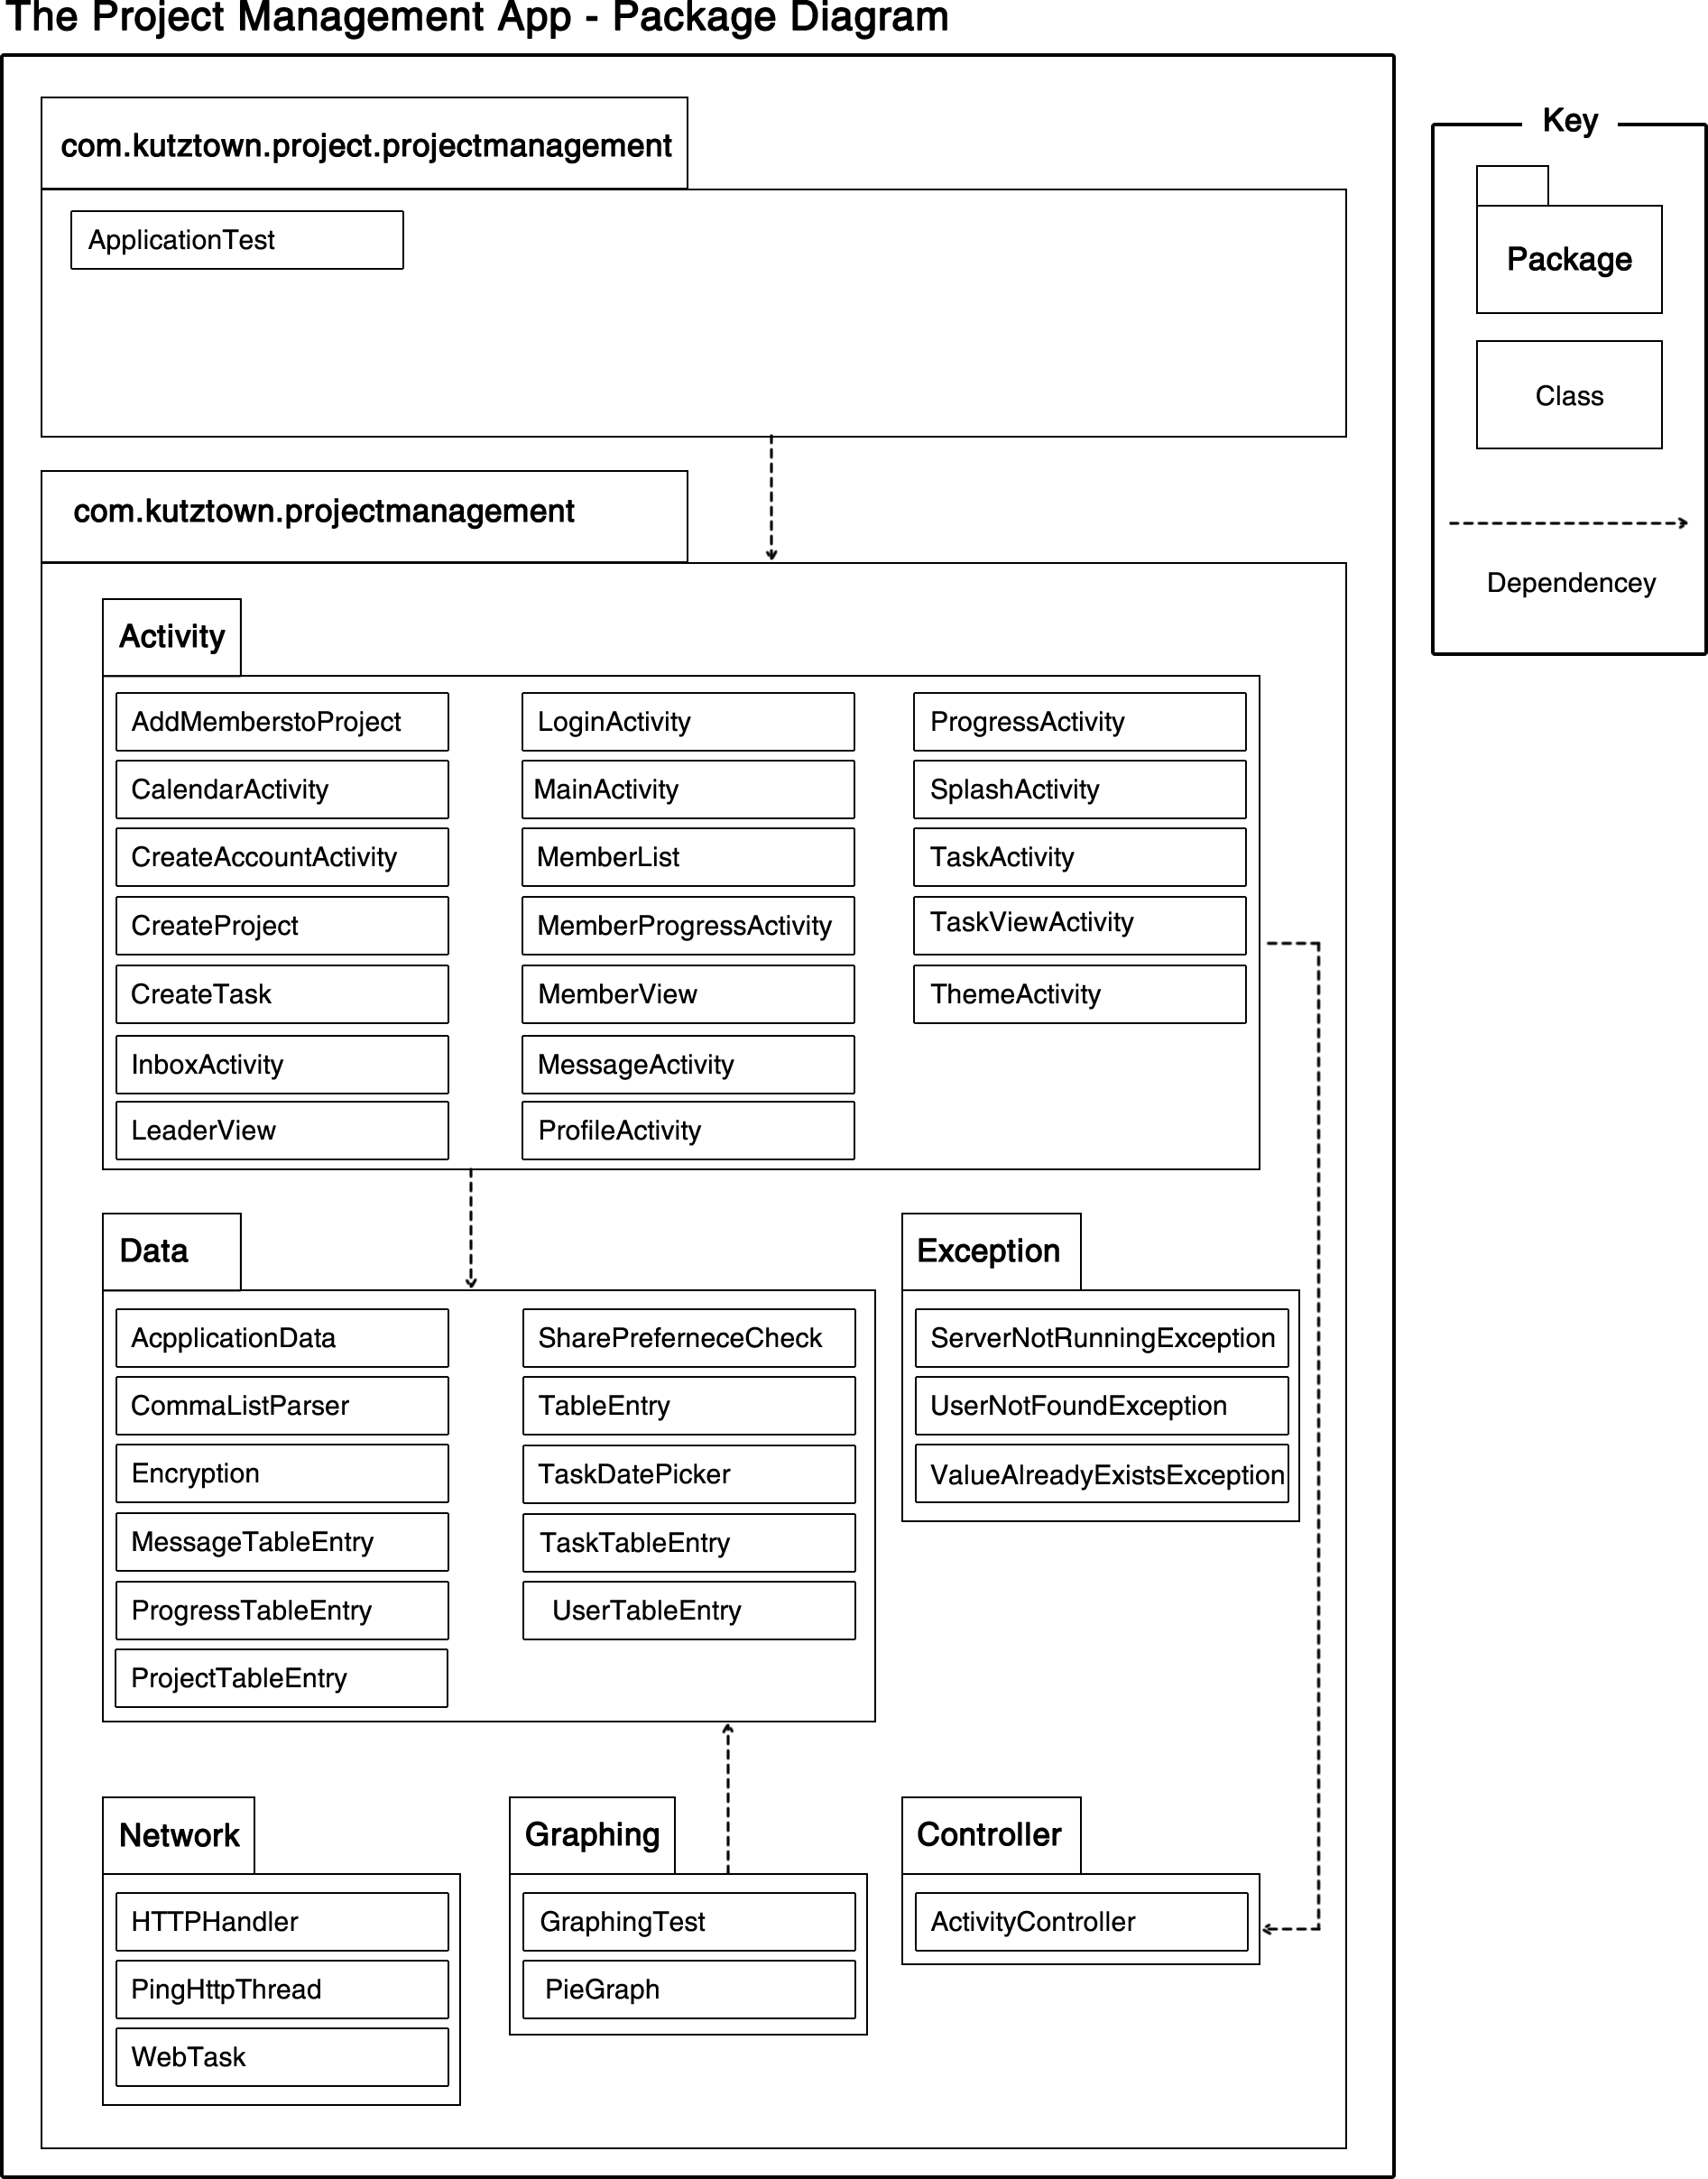 The Project Management App - Package Diagram
Key
com.kutztown.project.projectmanagement
ApplicationTest
Package
Class
Dependencey
com.kutztown.projectmanagement
Activity
AddMemberstoProject
CalendarActivity
CreateAccountActivity
CreateProject
CreateTask
InboxActivity
LeaderView
LoginActivity
MainActivity
MemberList
MemberProgressActivity
MemberView
MessageActivity
ProfileActivity
ProgressActivity
SplashActivity
TaskActivity
TaskViewActivity
ThemeActivity
Data
AcpplicationData
CommaListParser
Encryption
MessageTableEntry
ProgressTableEntry
ProjectTableEntry
SharePreferneceCheck
TableEntry
TaskDatePicker
TaskTableEntry
UserTableEntry
Exception
ServerNotRunningException
UserNotFoundException
ValueAlreadyExistsException
Network
HTTPHandler
PingHttpThread
WebTask
Graphing
GraphingTest
PieGraph
Controller
ActivityController